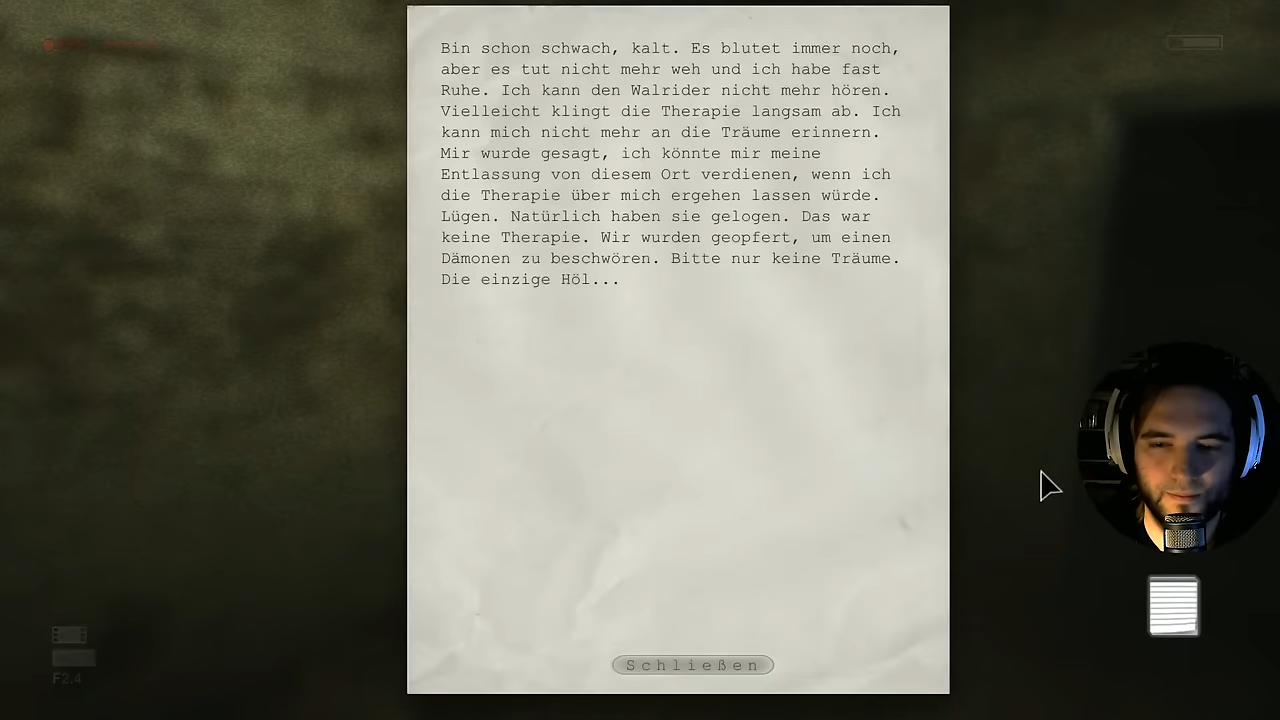 Bin schon schwach, kalt. Es blutet immer noch,
aber es tut nicht mehr weh und ich habe fast
Ruhe. Ich kann den Walrider nicht mehr hören.
Vielleicht klingt die Therapie langsam ab. Ich
kann mich nicht mehr an die Träume erinnern.
Mir wurde gesagt, ich könnte mir meine
Entlassung von diesem Ort verdienen, wenn ich
die Therapie über mich ergehen lassen würde.
Lügen. Natürlich haben sie gelogen. Das war
keine Therapie. Wir wurden geopfert, um einen
Dämonen zu beschwören. Bitte nur keine Träume.
Die einzige Höl...
Schließen
F2.4